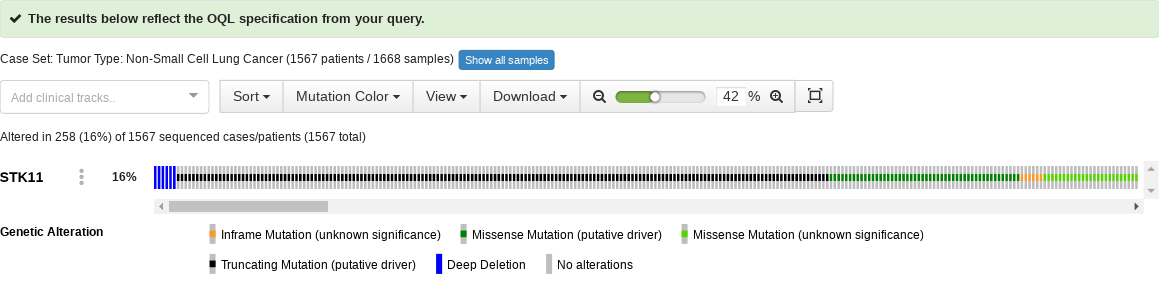 The results below reflect the OQL specification from your query.
Case Set: Tumor Type: Non-Small Cell Lung Cancer (1567 patients / 1668 samples) Show all samples
Add clinical tracks.. Sort Mutation Color View Download 42 %
Altered in 258 (16%) of 1567 sequenced cases/patients (1567 total)
STK11 16%
Genetic Alteration Inframe Mutation (unknown significance) Missense Mutation (putative driver) Missense Mutation (unknown significance)
Truncating Mutation (putative driver) Deep Deletion No alterations